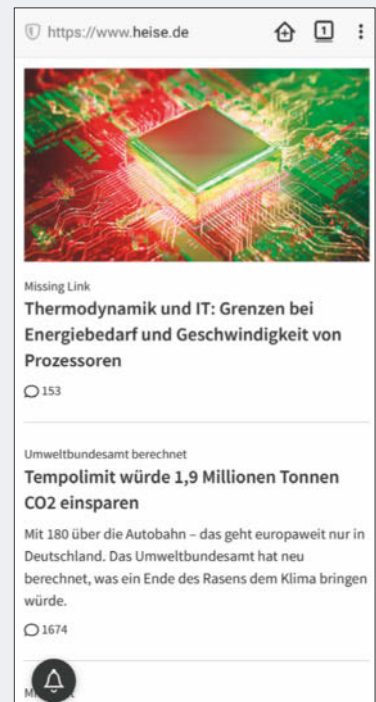 https://www.heise.de
1
Missing Link
Thermodynamik und IT: Grenzen bei
Energiebedarf und Geschwindigkeit von
Prozessoren
153
Umweltbundesamt berechnet
Tempolimit würde 1,9 Millionen Tonnen
CO2 einsparen
Mit 180 über die Autobahn – das geht europaweit nur in
Deutschland. Das Umweltbundesamt hat neu
berechnet, was ein Ende des Rasens dem Klima bringen
würde.
1674